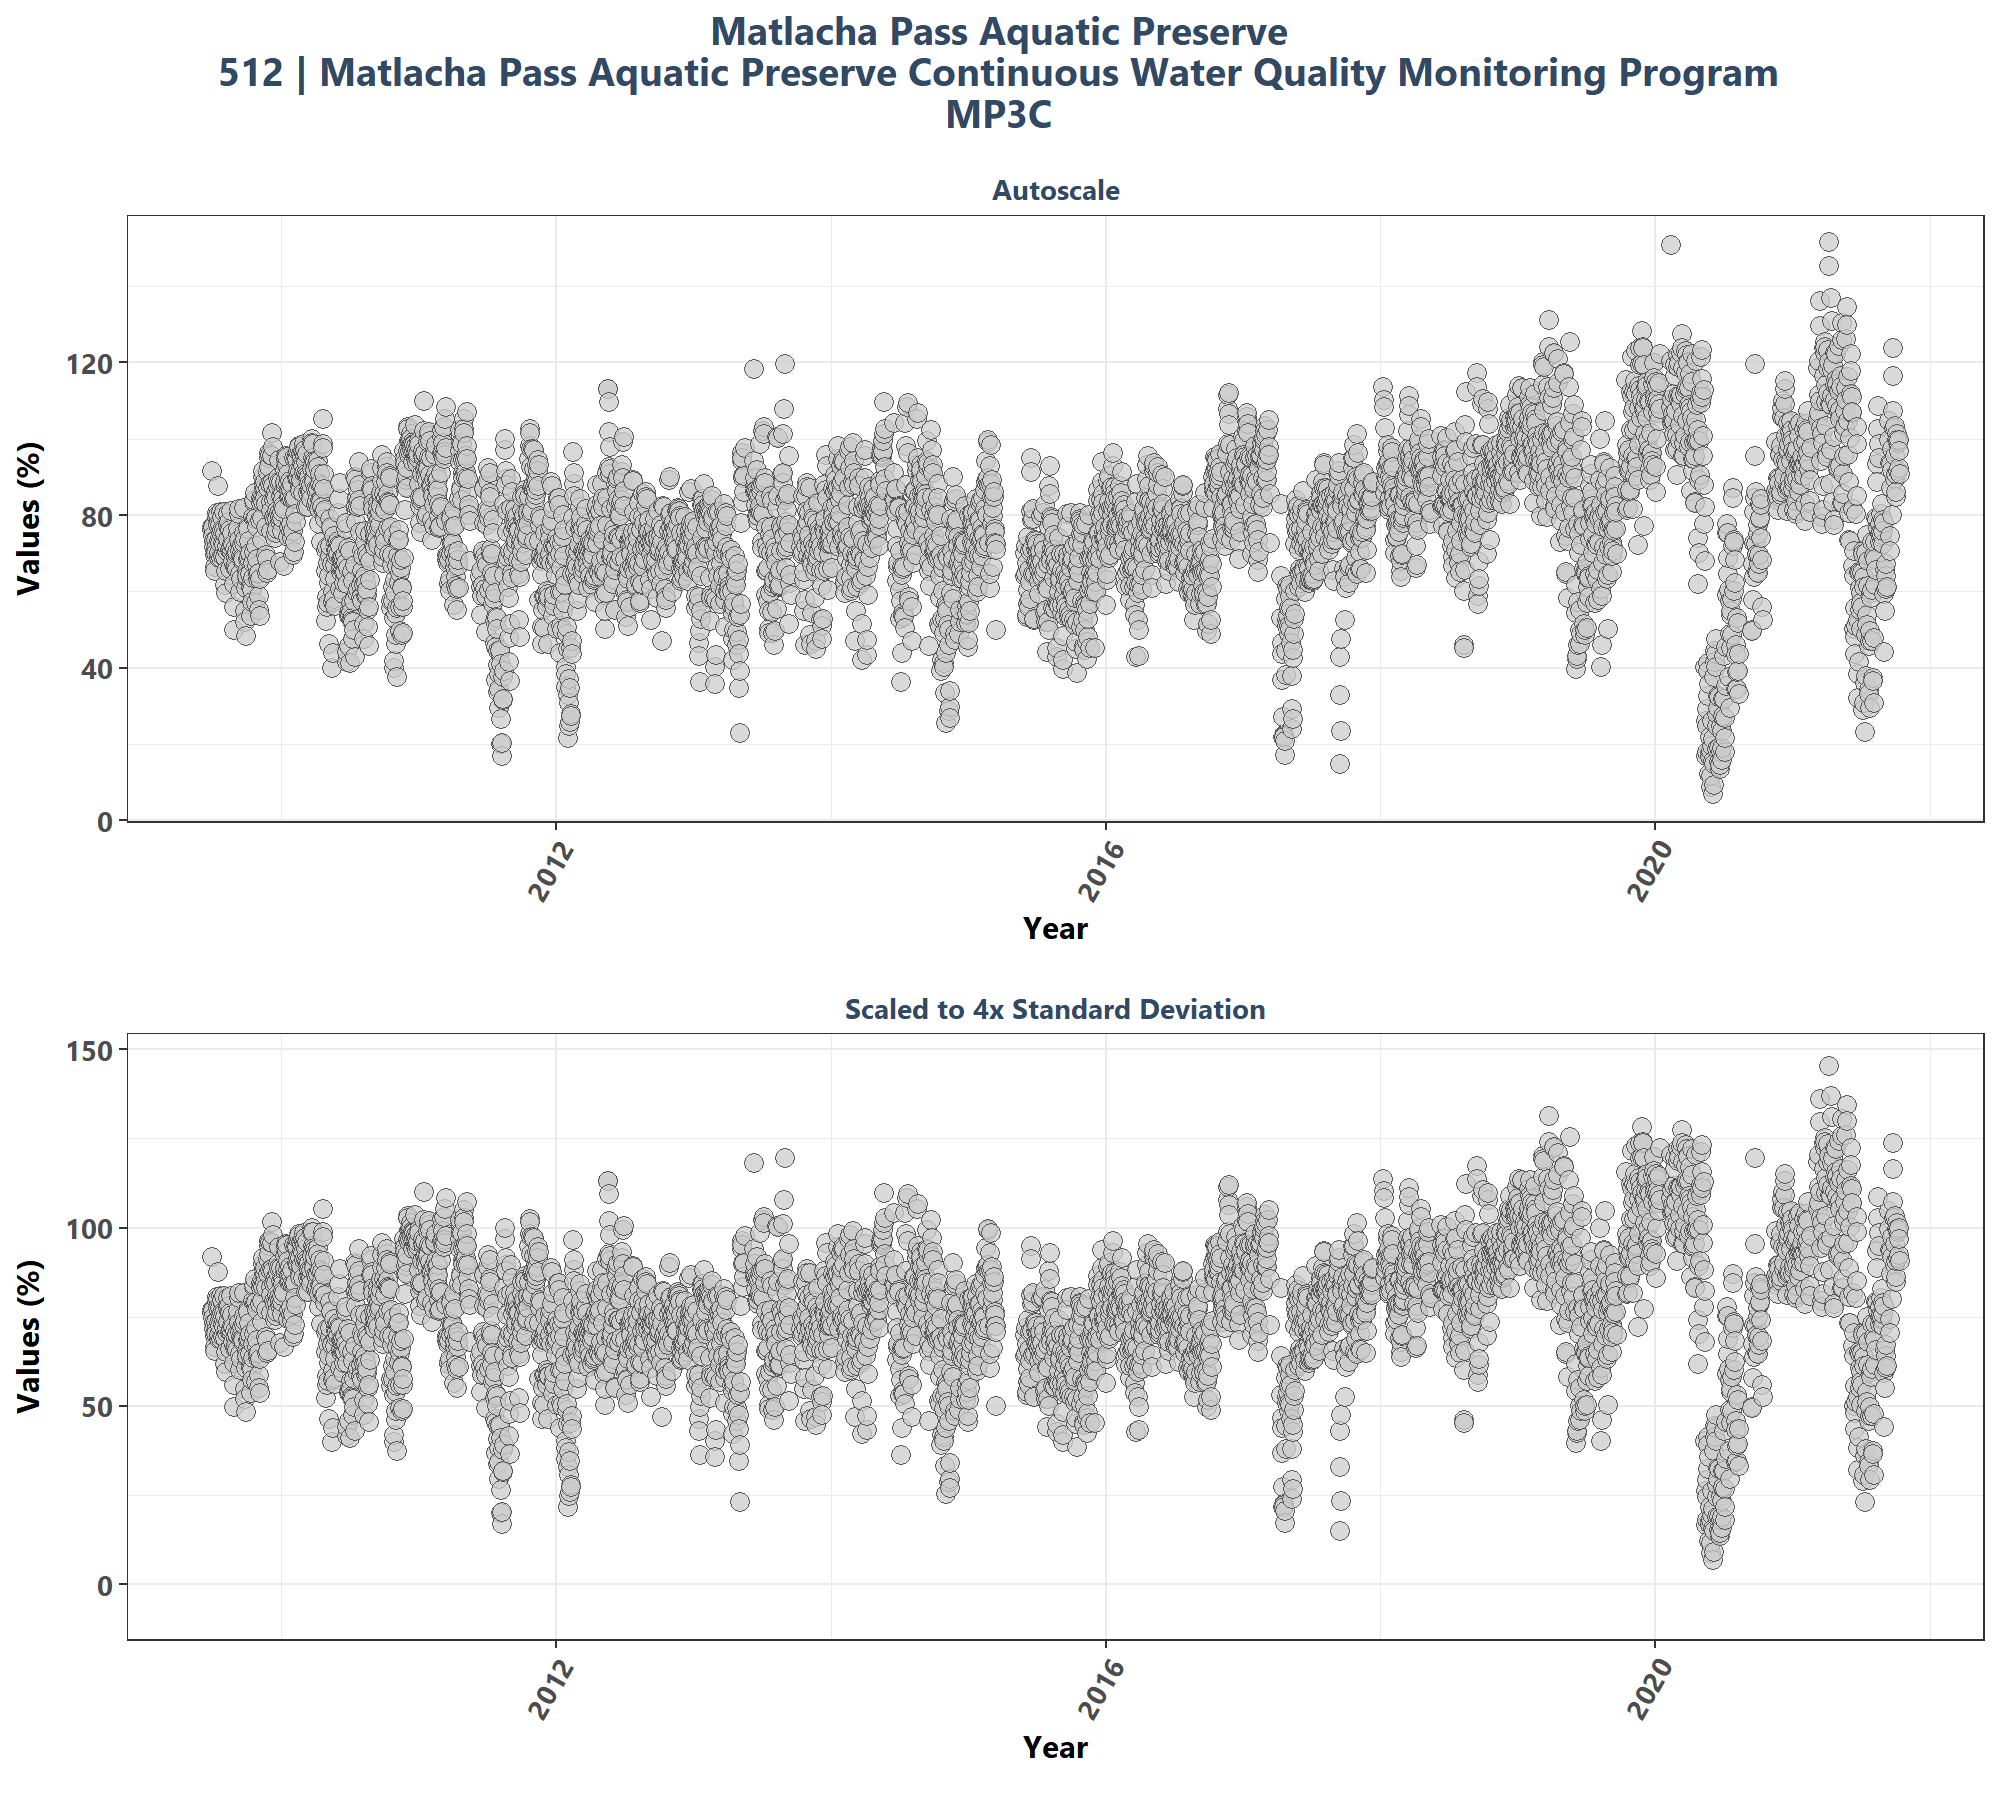 Matlacha Pass Aquatic Preserve
512 | Matlacha Pass Aquatic Preserve Continuous Water Quality Monitoring Program
MP3C
Autoscale
Values (%)
120
80
40
0
2012
2016
2020
Year
Scaled to 4x Standard Deviation
Values (%)
150
100
50
0
2012
2016
2020
Year